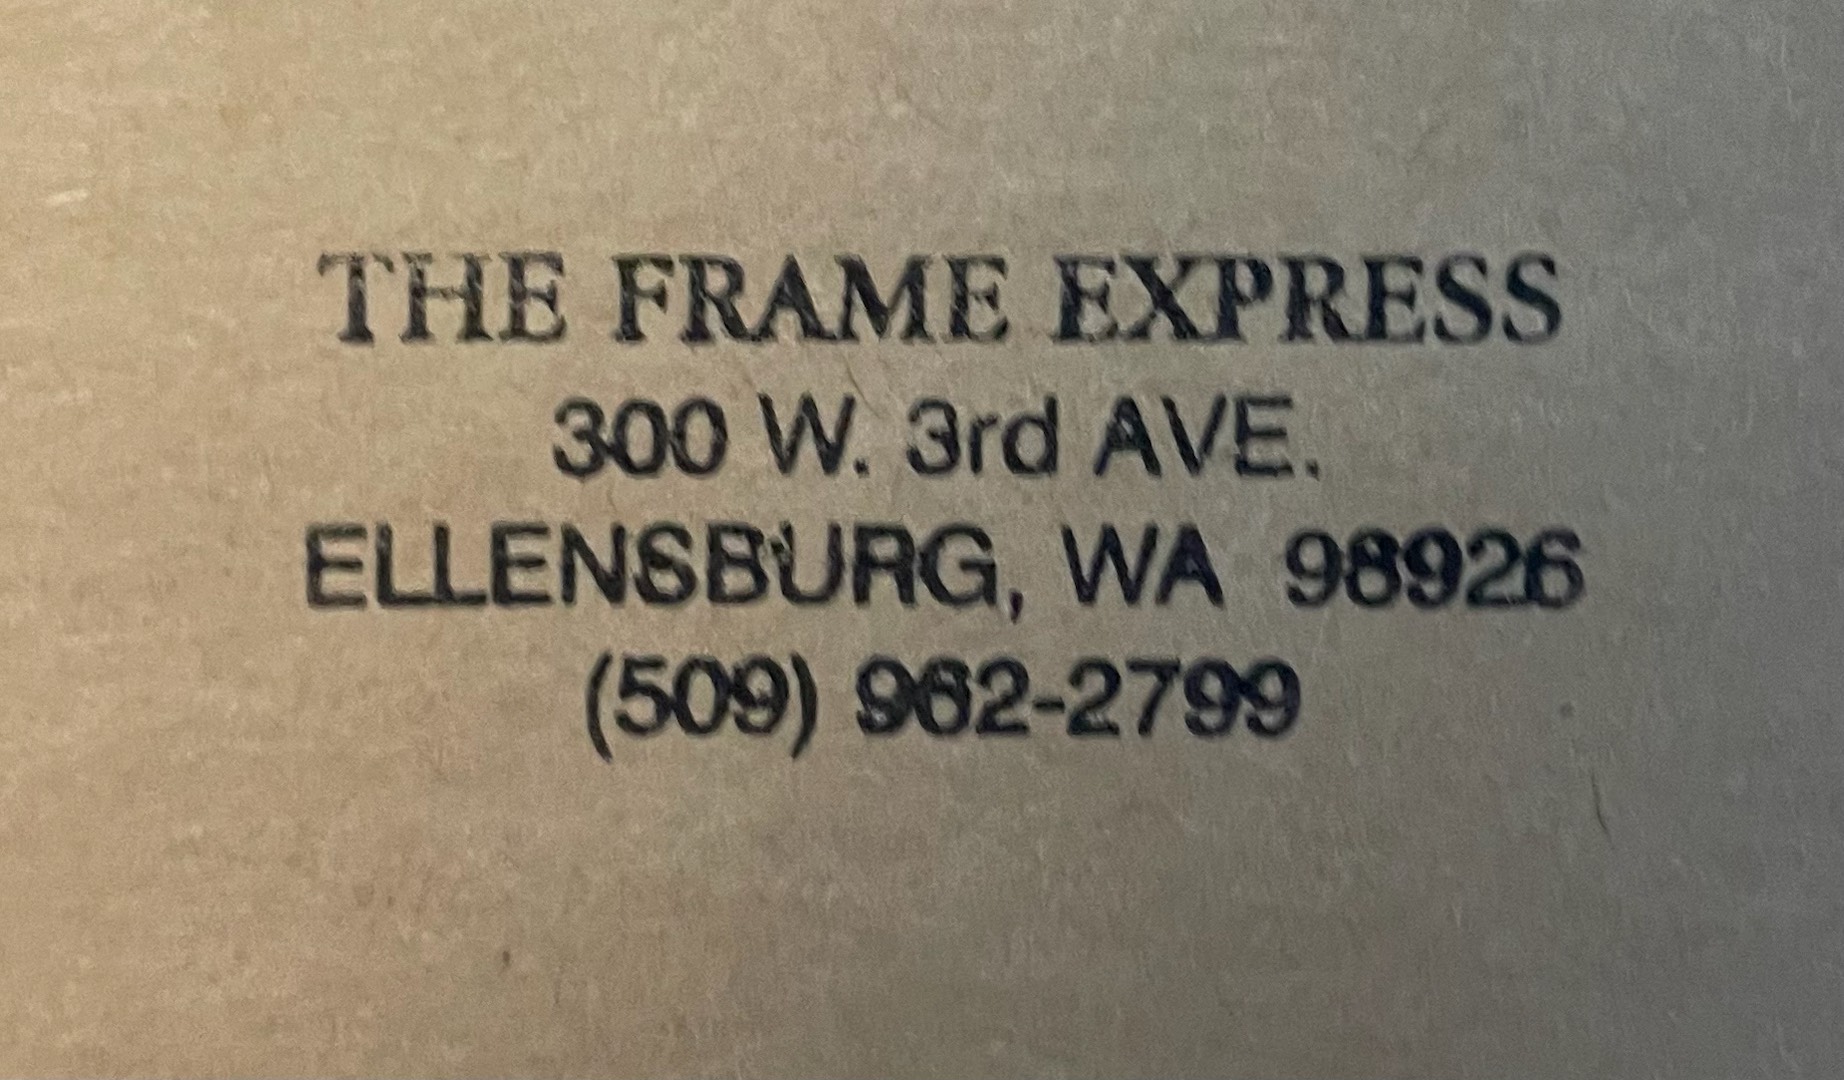 THE FRAME EXPRESS
300 W. 3rd AVE.
ELLENSBURG, WA 98926
(509) 962-2799